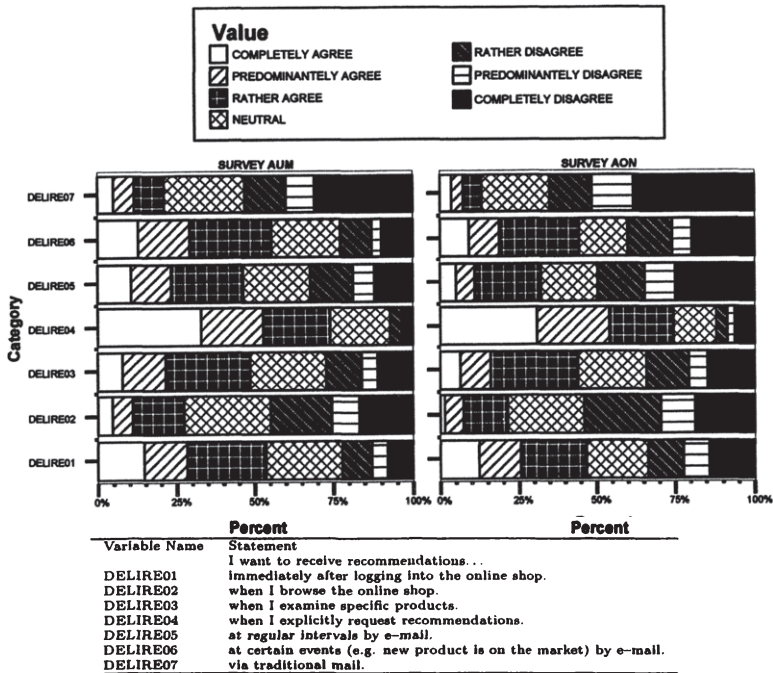 Value
COMPLETELY AGREE
PREDOMINANTELY AGREE
RATHER AGREE
NEUTRAL
RATHER DISAGREE
PREDOMINANTELY DISAGREE
COMPLETELY DISAGREE
SURVEY AUM
SURVEY AON
Category
DELIRE07
DELIRE06
DELIRE05
DELIRE04
DELIRE03
DELIRE02
DELIRE01
0% 25% 50% 75% 100%
0% 25% 50% 75% 100%
Percent
Percent
Variable Name Statement
I want to receive recommendations...
DELIRE01 immediately after logging into the online shop.
DELIRE02 when I browse the online shop.
DELIRE03 when I examine specific products.
DELIRE04 when I explicitly request recommendations.
DELIRE05 at regular intervals by e-mail.
DELIRE06 at certain events (e.g. new product is on the market) by e-mail.
DELIRE07 via traditional mail.